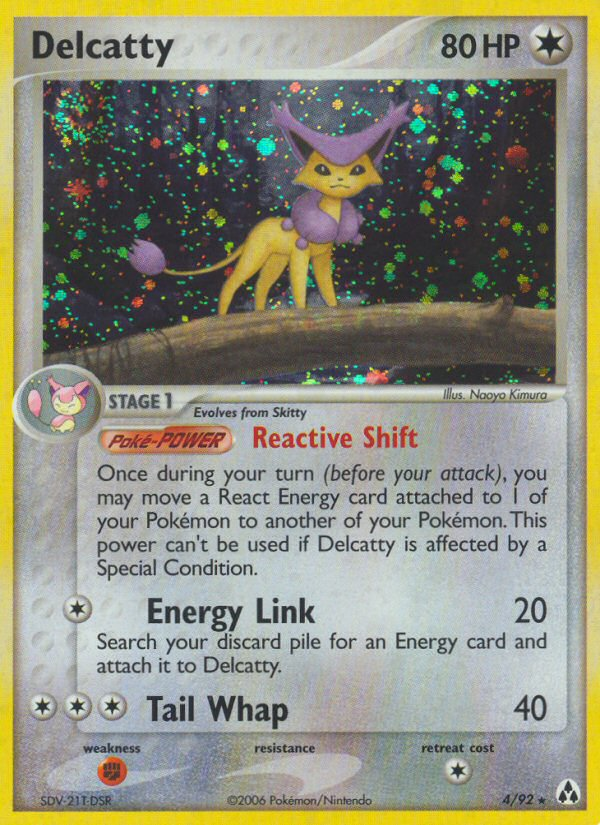 Delcatty
80 HP
Illus. Naoyo Kimura
STAGE 1
Evolves from Skitty
Poké-POWER Reactive Shift
Once during your turn (before your attack), you
may move a React Energy card attached to 1 of
your Pokémon to another of your Pokémon. This
power can't be used if Delcatty is affected by a
Special Condition.
Energy Link 20
Search your discard pile for an Energy card and
attach it to Delcatty.
Tail Whap 40
weakness resistance retreat cost
SDV-21T-DSR ©2006 Pokémon/Nintendo 4/92 ★